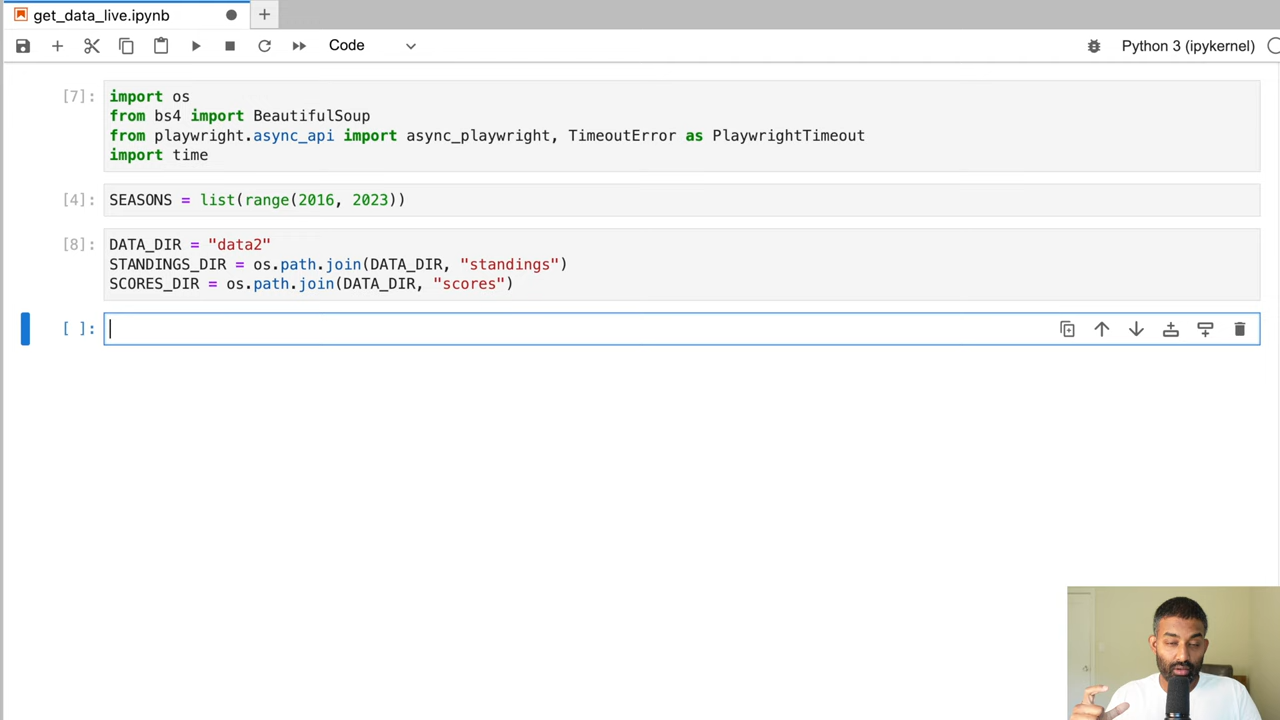 get_data_live.ipynb
Code
Python 3 (ipykernel)
[7]:
import os
from bs4 import BeautifulSoup
from playwright.async_api import async_playwright, TimeoutError as PlaywrightTimeout
import time
[4]:
SEASONS = list(range(2016, 2023))
[8]:
DATA_DIR = "data2"
STANDINGS_DIR = os.path.join(DATA_DIR, "standings")
SCORES_DIR = os.path.join(DATA_DIR, "scores")
[ ]: